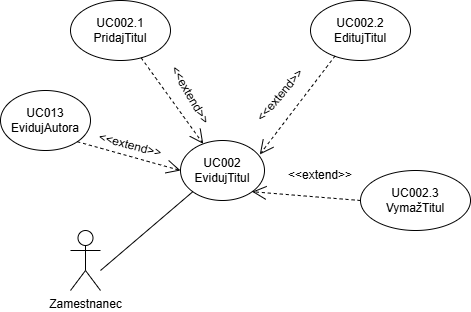 UC002.1
PridajTitul
UC002.2
EditujTitul
<<extend>>
<<extend>>
UC013
EvidujAutora
<<extend>>
UC002
EvidujTitul
<<extend>>
UC002.3
VymažTitul
Zamestnanec